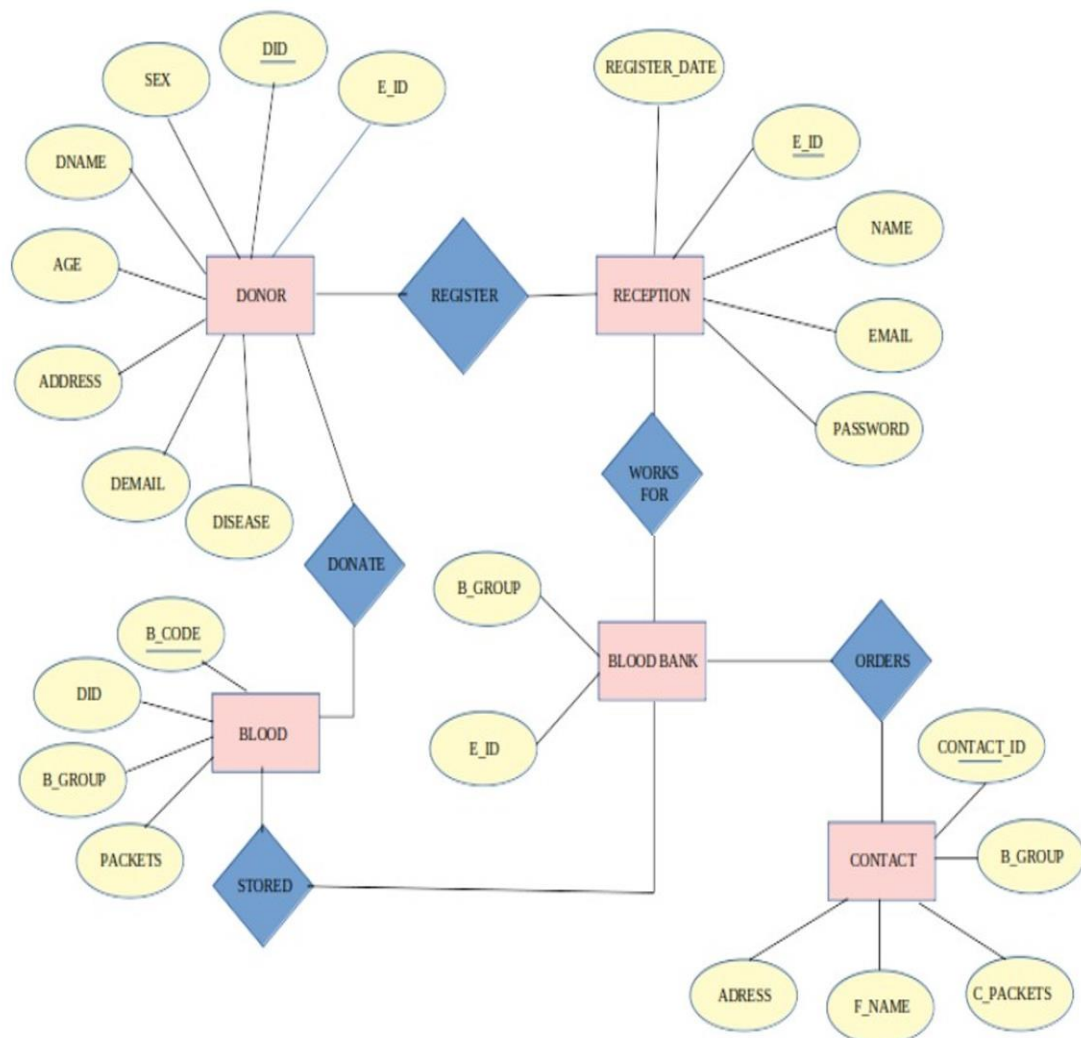 DID
SEX
E_ID
REGISTER_DATE
E_ID
DNAME
NAME
AGE
DONOR
REGISTER
RECEPTION
EMAIL
ADDRESS
PASSWORD
DEMAIL
DISEASE
WORKS
FOR
DONATE
B_GROUP
B_CODE
BLOOD BANK
ORDERS
DID
BLOOD
E_ID
CONTACT_ID
B_GROUP
PACKETS
CONTACT
B_GROUP
STORED
ADRESS
F_NAME
C_PACKETS